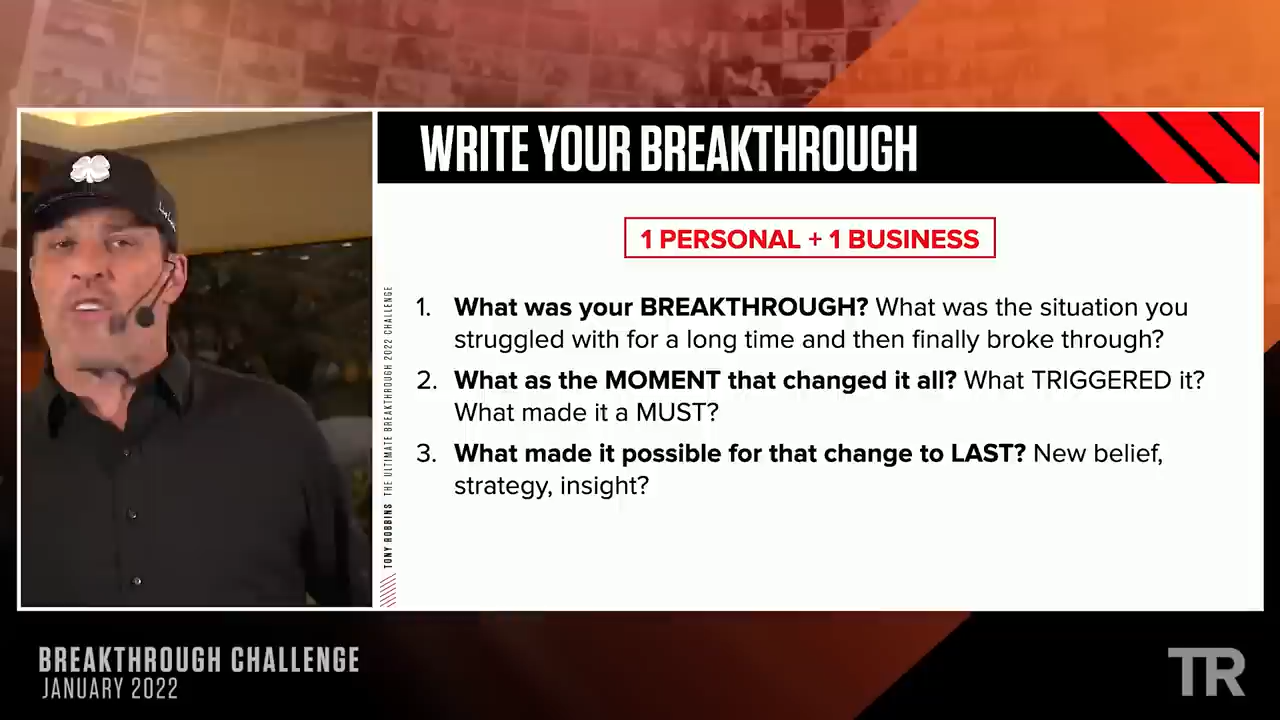 WRITE YOUR BREAKTHROUGH
1 PERSONAL + 1 BUSINESS
1. What was your BREAKTHROUGH? What was the situation you
struggled with for a long time and then finally broke through?
2. What as the MOMENT that changed it all? What TRIGGERED it?
What made it a MUST?
3. What made it possible for that change to LAST? New belief,
strategy, insight?
TONY ROBBINS THE ULTIMATE BREAKTHROUGH 2022 CHALLENGE
BREAKTHROUGH CHALLENGE
JANUARY 2022
TR